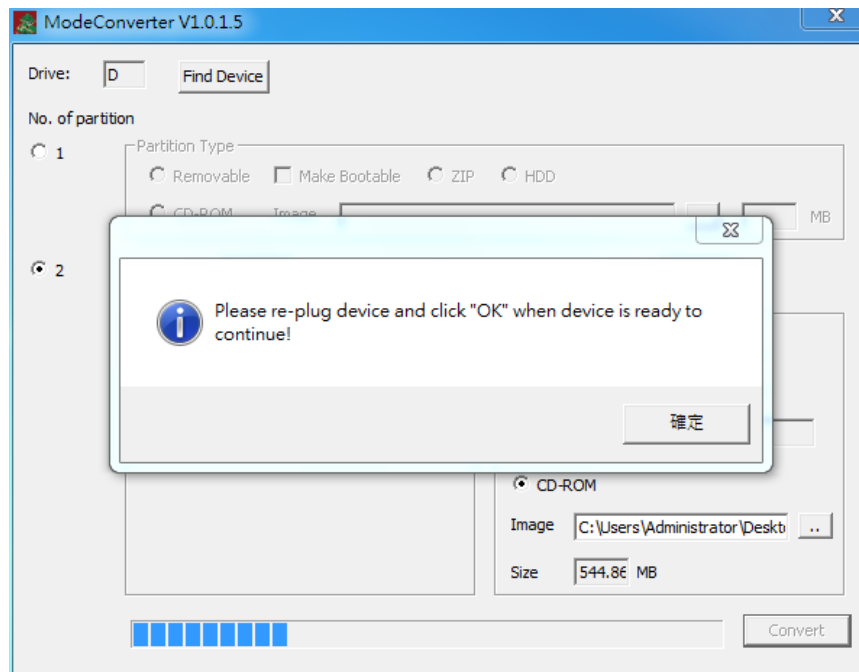 ModeConverter V1.0.1.5
Drive: D Find Device
No. of partition
1
Partition Type
Removable Make Bootable ZIP HDD
CD-ROM Image MB
2
Please re-plug device and click "OK" when device is ready to
continue!
確定
CD-ROM
Image C:\Users\Administrator\Deskt ..
Size 544.86 MB
Convert